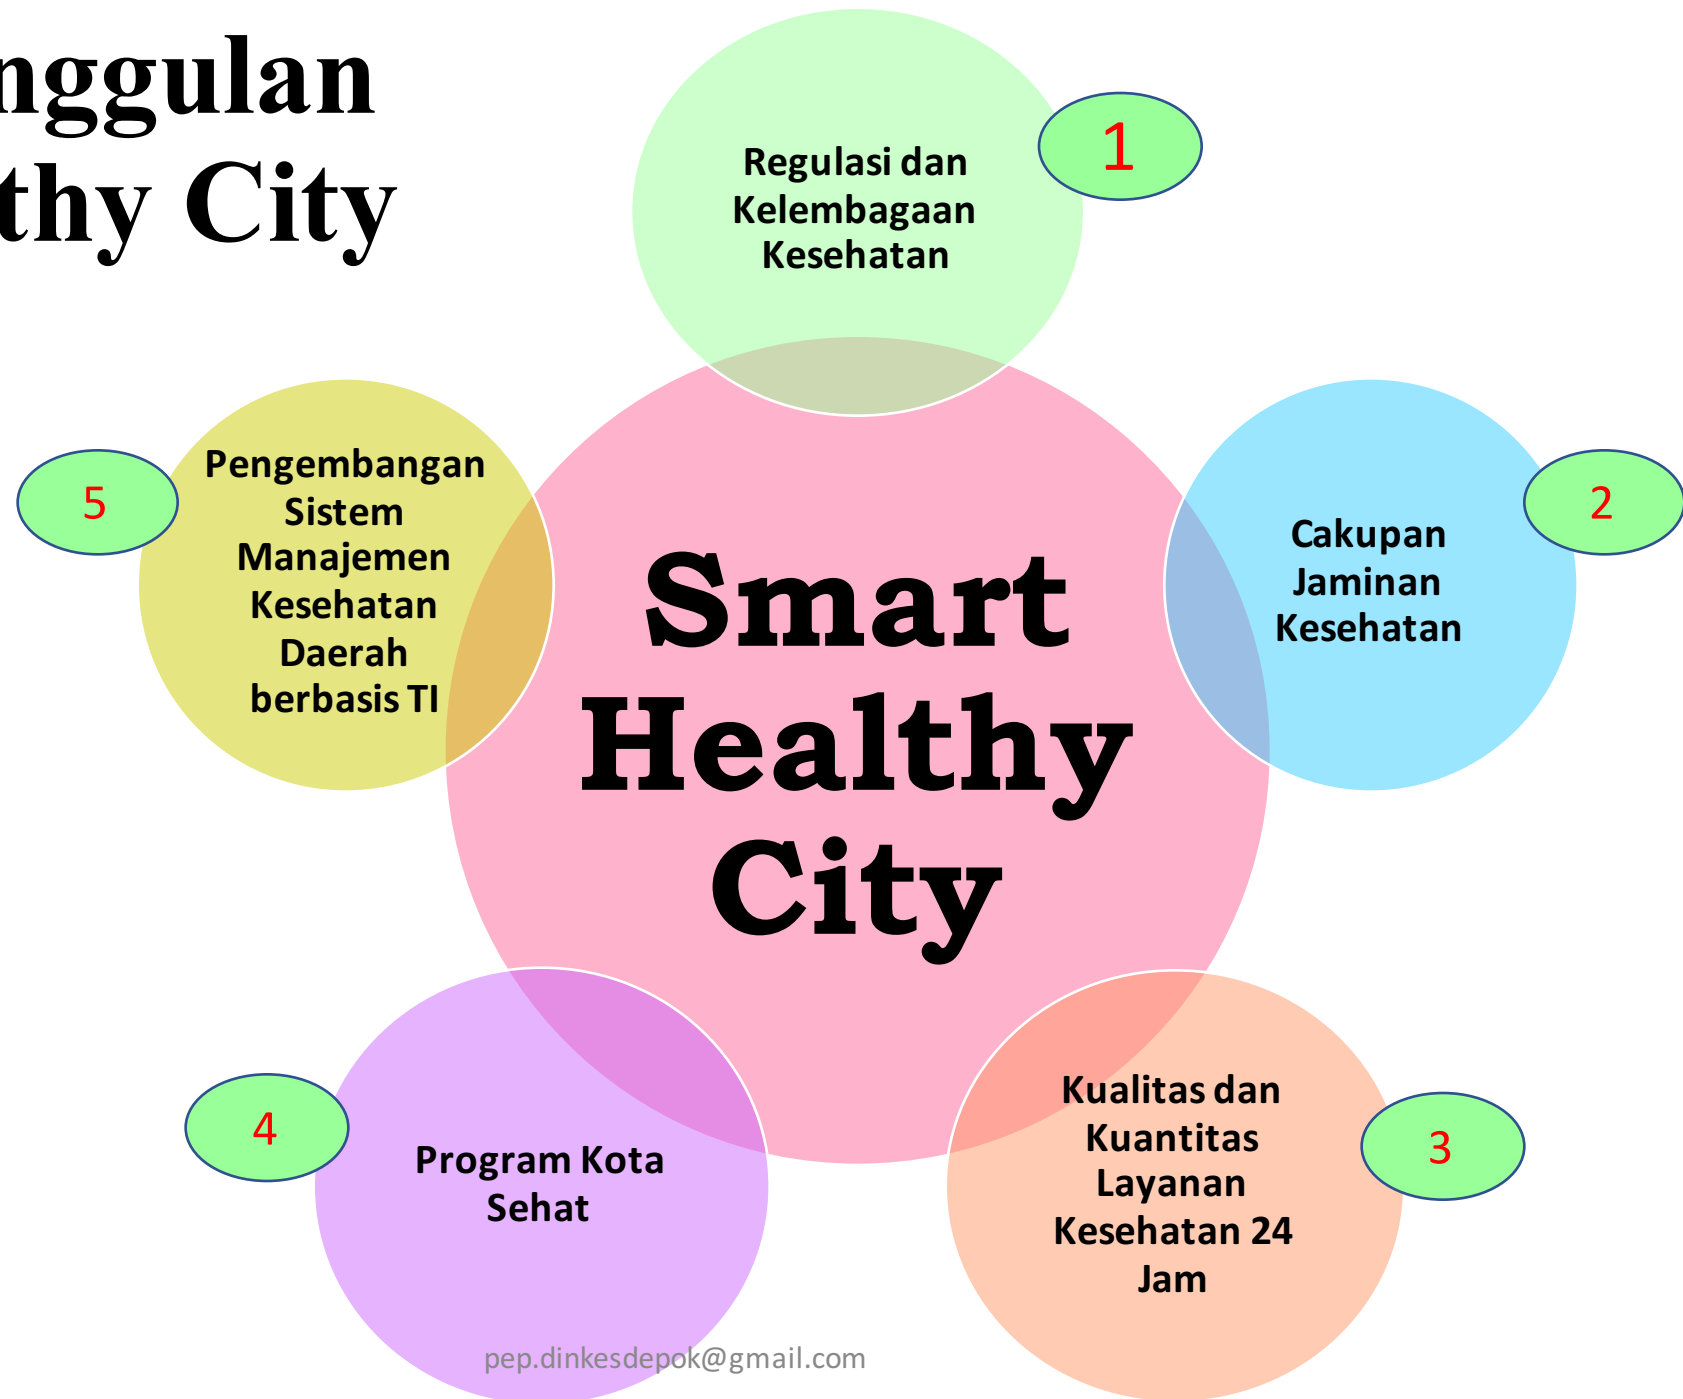 nggulan
thy City
Regulasi dan
Kelembagaan
Kesehatan
1
Cakupan
Jaminan
Kesehatan
2
Kualitas dan
Kuantitas
Layanan
Kesehatan 24
Jam
3
Program Kota
Sehat
4
Pengembangan
Sistem
Manajemen
Kesehatan
Daerah
berbasis TI
5
Smart
Healthy
City
pep.dinkesdepok@gmail.com